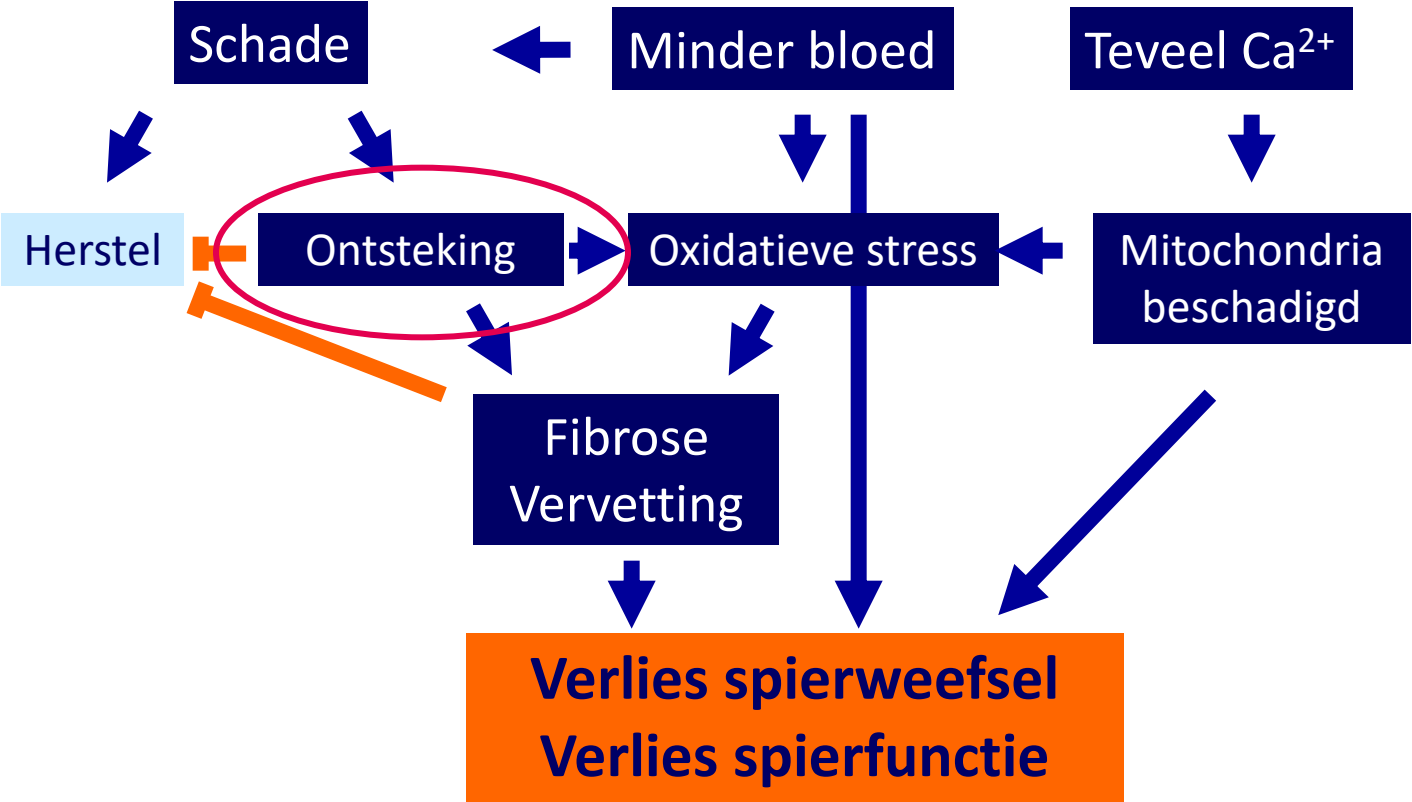 Schade
Minder bloed
Teveel Ca²⁺
Herstel
Ontsteking
Oxidatieve stress
Mitochondria
beschadigd
Fibrose
Vervetting
Verlies spierweefsel
Verlies spierfunctie